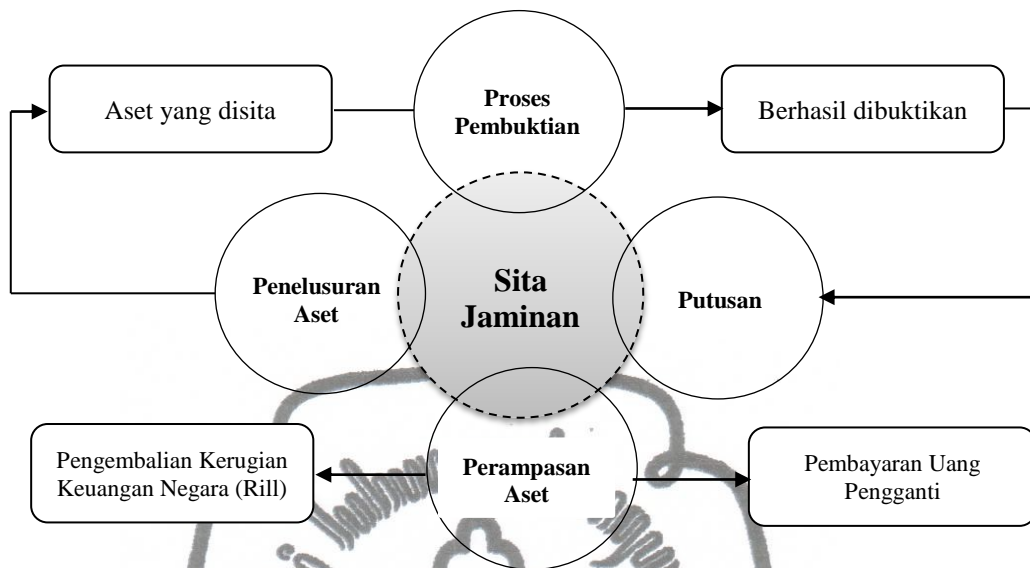 Aset yang disita
Proses
Pembuktian
Berhasil dibuktikan
Penelusuran
Aset
Sita
Jaminan
Putusan
Pengembalian Kerugian
Keuangan Negara (Rill)
Perampasan
Aset
Pembayaran Uang
Pengganti